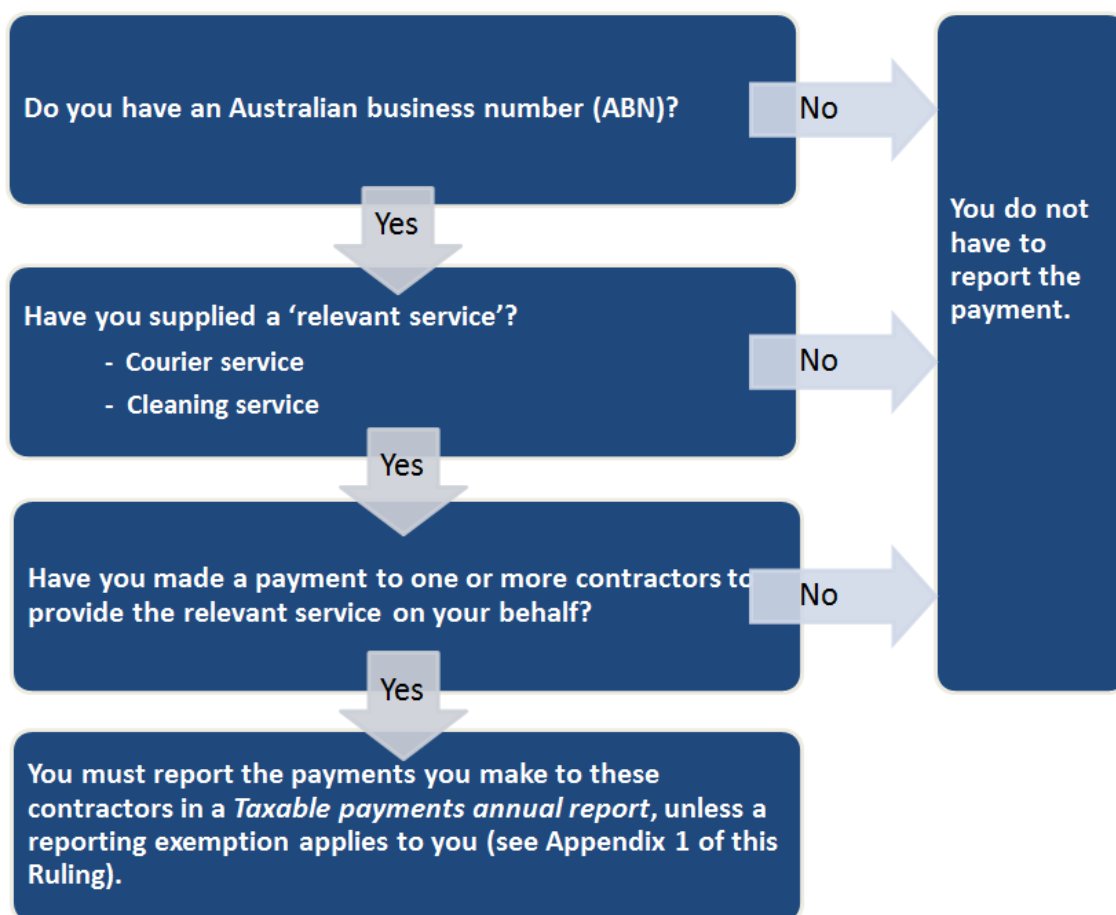 Do you have an Australian business number (ABN)?
No
Yes
Have you supplied a ‘relevant service’?
- Courier service
- Cleaning service
No
Yes
Have you made a payment to one or more contractors to
provide the relevant service on your behalf?
No
Yes
You must report the payments you make to these
contractors in a Taxable payments annual report, unless a
reporting exemption applies to you (see Appendix 1 of this
Ruling).
You do not
have to
report the
payment.